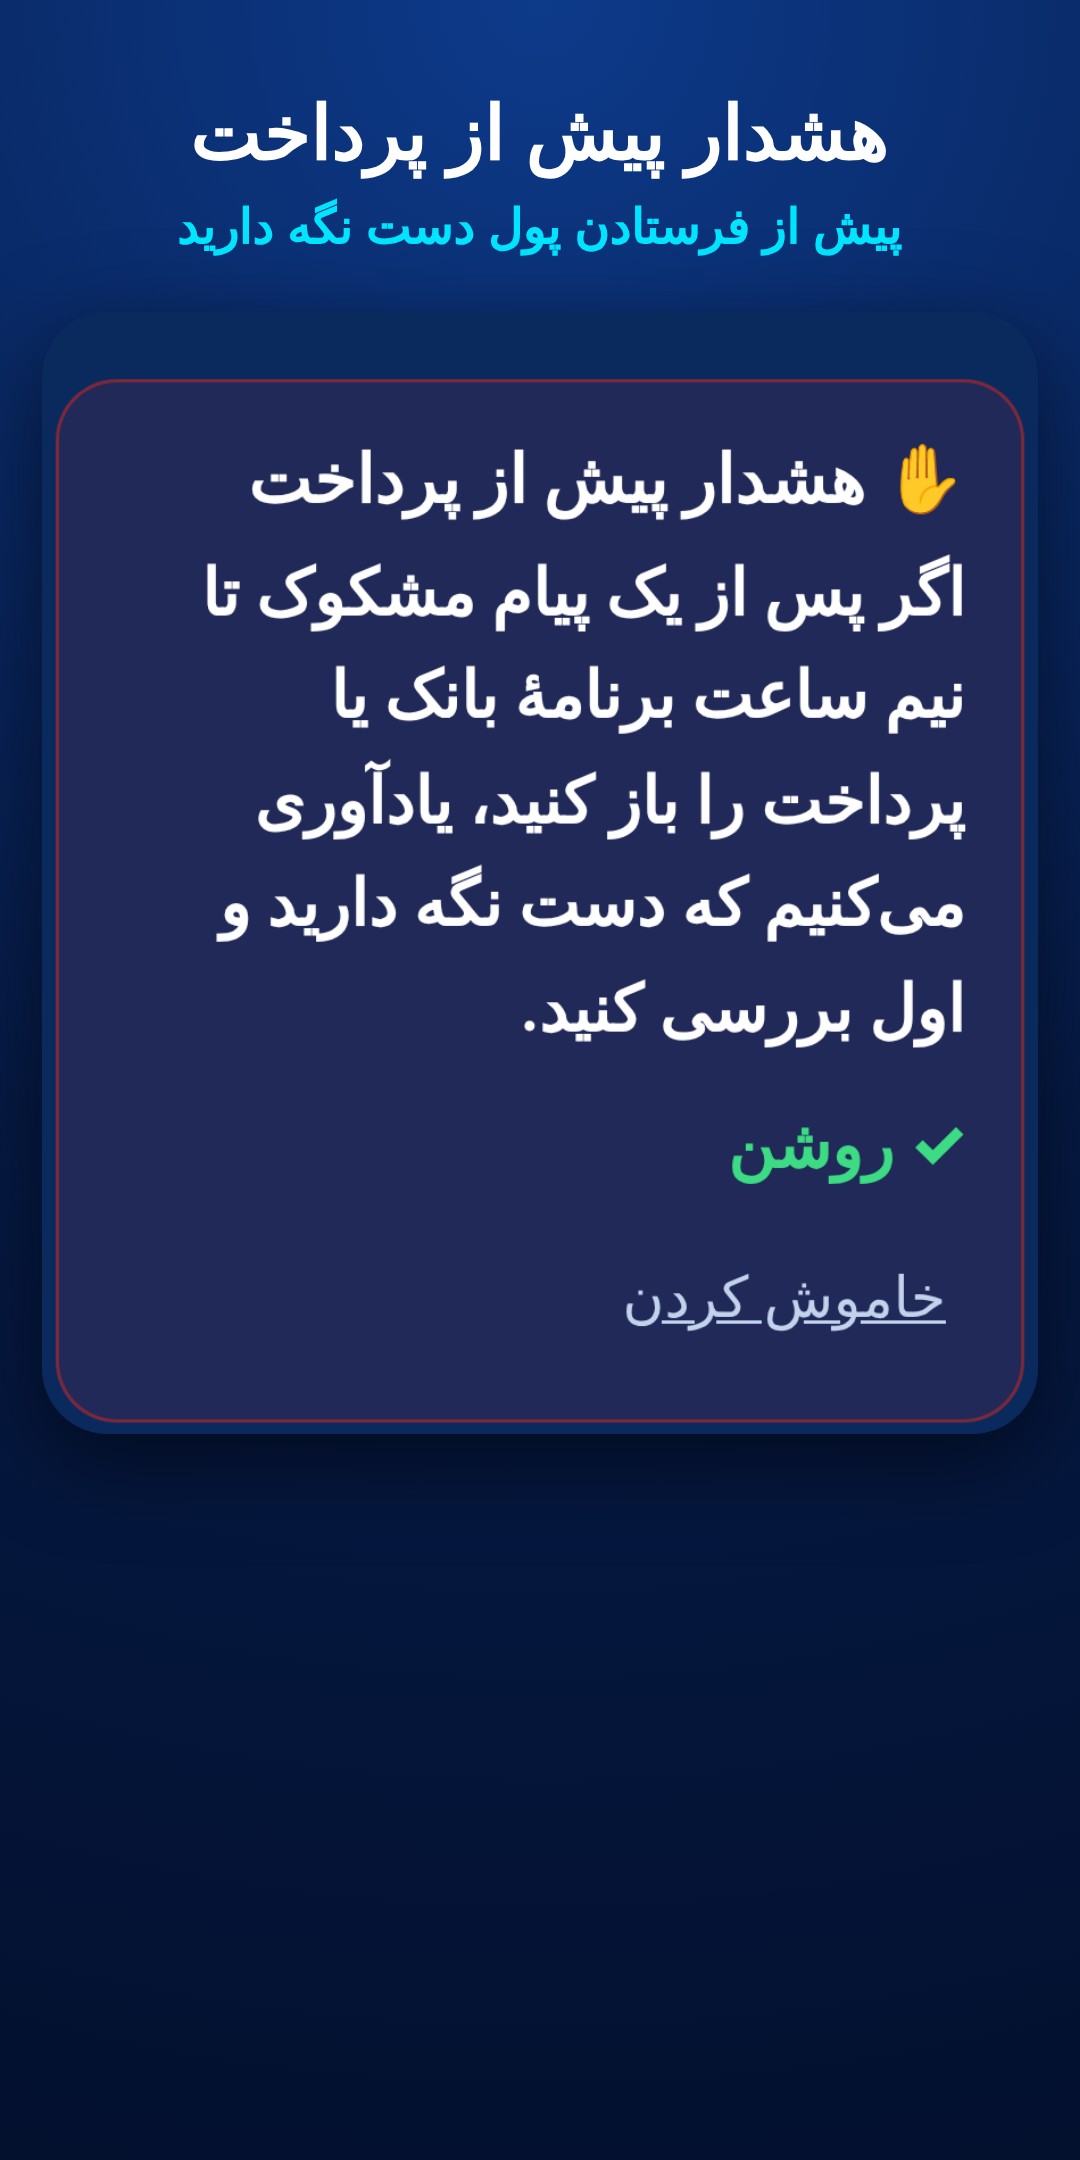 هشدار پیش از پرداخت
پیش از فرستادن پول دست نگه دارید
✋ هشدار پیش از پرداخت
اگر پس از یک پیام مشکوک تا
نیم ساعت برنامهٔ بانک یا
پرداخت را باز کنید، یادآوری
می‌کنیم که دست نگه دارید و
اول بررسی کنید.
✓ روشن
خاموش کردن